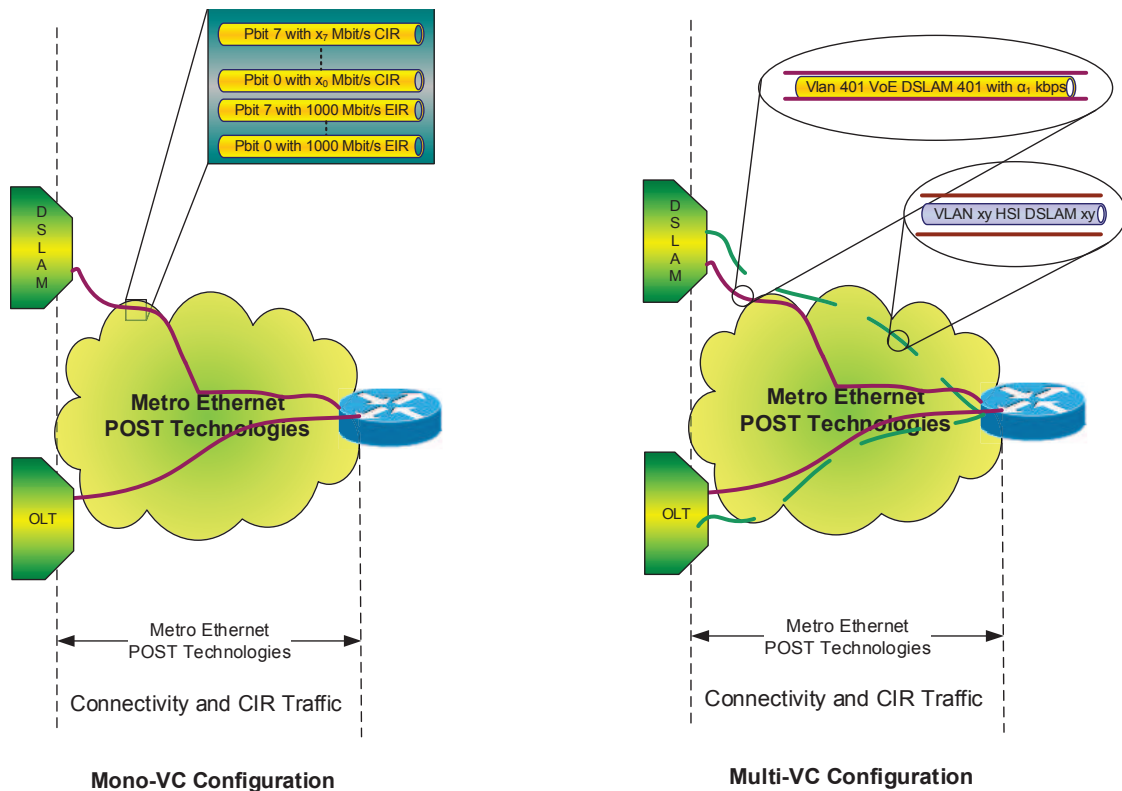 Pbit 7 with x₇ Mbit/s CIR
Pbit 0 with x₀ Mbit/s CIR
Pbit 7 with 1000 Mbit/s EIR
Pbit 0 with 1000 Mbit/s EIR
DSLAM
Metro Ethernet
POST Technologies
OLT
Metro Ethernet
POST Technologies
Connectivity and CIR Traffic
Mono-VC Configuration
Vlan 401 VoE DSLAM 401 with α₁ kbps
VLAN xy HSI DSLAM xy
DSLAM
Metro Ethernet
POST Technologies
OLT
Metro Ethernet
POST Technologies
Connectivity and CIR Traffic
Multi-VC Configuration